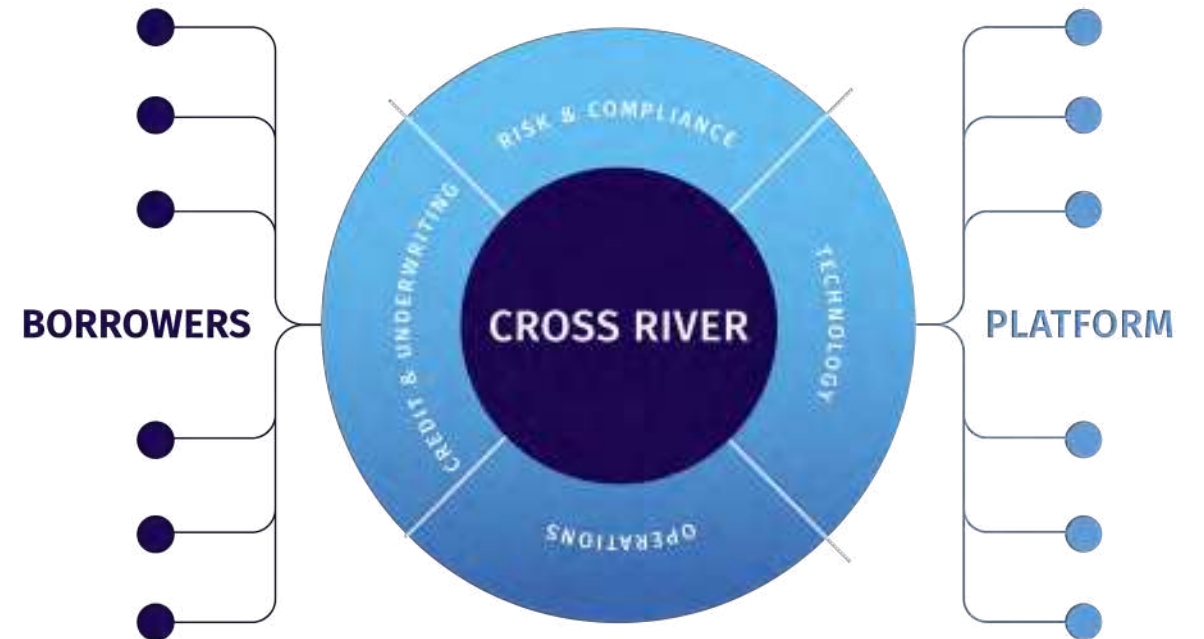 RISK & COMPLIANCE
CREDIT & UNDERWRITING
TECHNOLOGY
BORROWERS
CROSS RIVER
PLATFORM
OPERATIONS